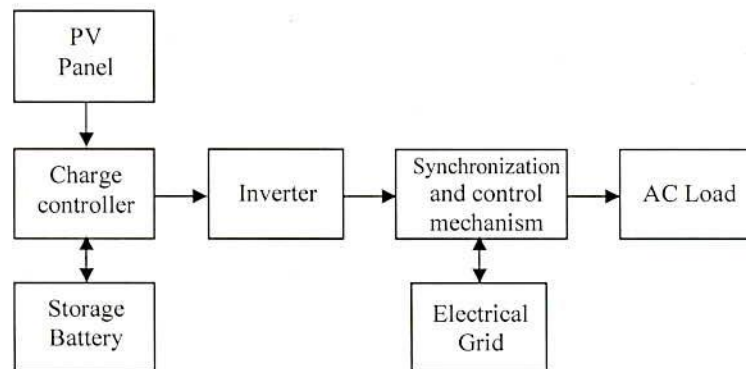 PV
Panel
Charge
controller
Inverter
Synchronization
and control
mechanism
AC Load
Storage
Battery
Electrical
Grid